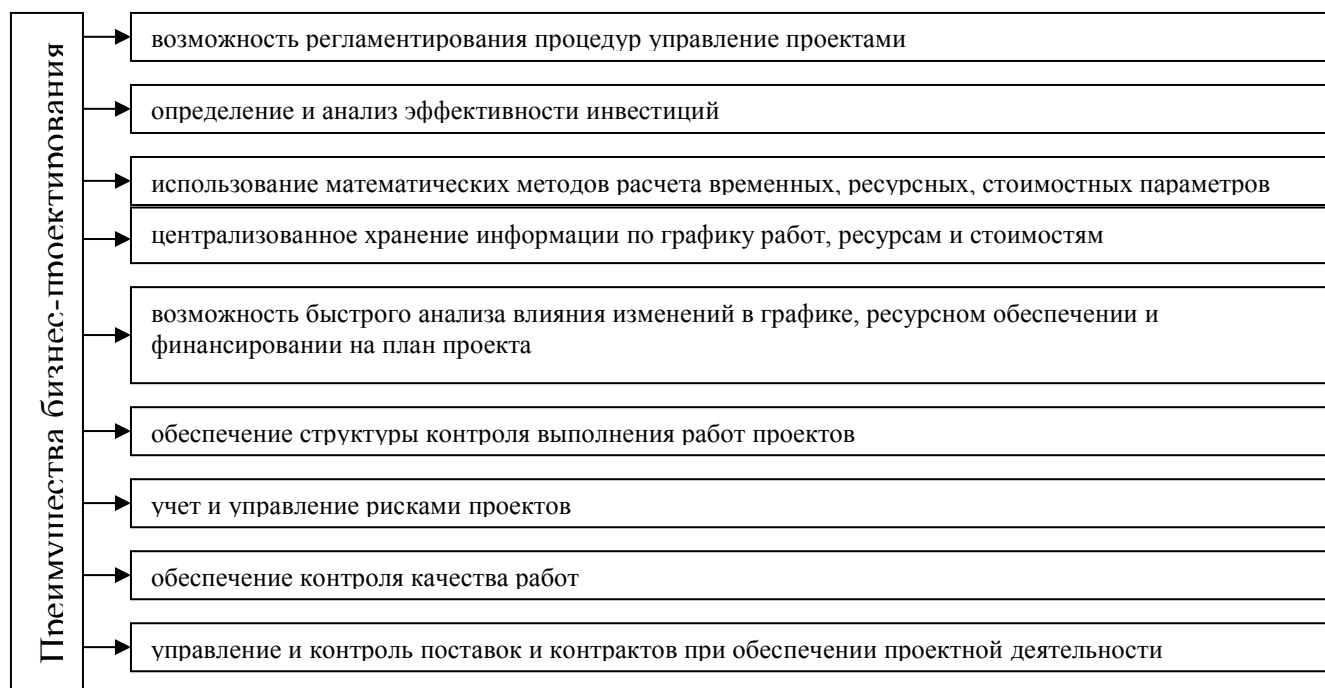 Преимущества бизнес-проектирования
возможность регламентирования процедур управление проектами
определение и анализ эффективности инвестиций
использование математических методов расчета временных, ресурсных, стоимостных параметров
централизованное хранение информации по графику работ, ресурсам и стоимостям
возможность быстрого анализа влияния изменений в графике, ресурсном обеспечении и
финансировании на план проекта
обеспечение структуры контроля выполнения работ проектов
учет и управление рисками проектов
обеспечение контроля качества работ
управление и контроль поставок и контрактов при обеспечении проектной деятельности